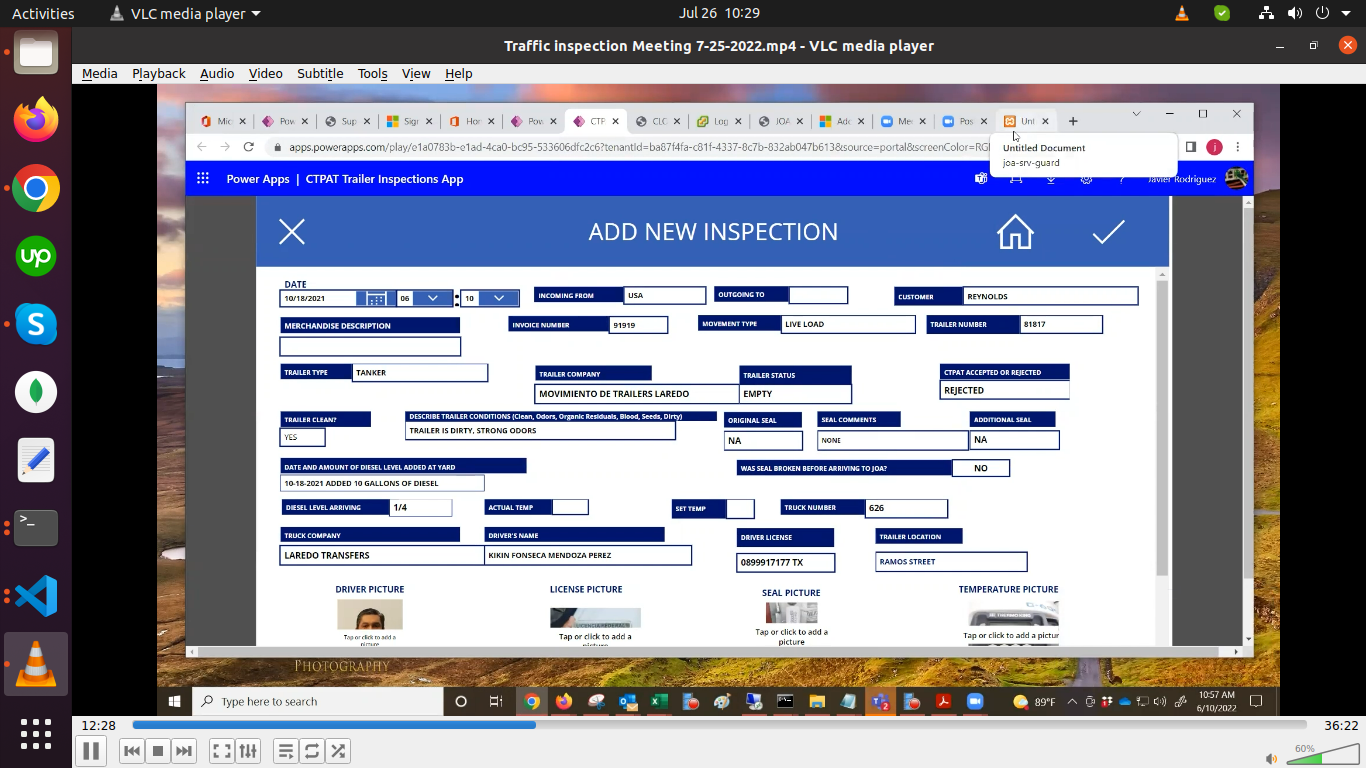 Activities VLC media player Jul 26 10:29
Traffic inspection Meeting 7-25-2022.mp4 - VLC media player
Media Playback Audio Video Subtitle Tools View Help
Mic Pow Sup Sign Hor Pow CTP CLC Log JOA Adc Me Pos Unt
apps.powerapps.com/play/e1a0783b-e1ad-4ca0-bc95-533606dfc2c6?tenantId=ba87f4fa-c81f-4337-8c7b-832ab047b613&source=portal&screenColor=RG
j
Untitled Document
joa-srv-guard
Power Apps | CTPAT Trailer Inspections App
Javier Rodriguez
ADD NEW INSPECTION
DATE
10/18/2021 06 : 10 INCOMING FROM USA OUTGOING TO CUSTOMER REYNOLDS
MERCHANDISE DESCRIPTION INVOICE NUMBER 91919 MOVEMENT TYPE LIVE LOAD TRAILER NUMBER 81817
TRAILER TYPE TANKER TRAILER COMPANY TRAILER STATUS CTPAT ACCEPTED OR REJECTED
MOVIMIENTO DE TRAILERS LAREDO EMPTY REJECTED
TRAILER CLEAN? DESCRIBE TRAILER CONDITIONS (Clean, Odors, Organic Residuals, Blood, Seeds, Dirty) ORIGINAL SEAL SEAL COMMENTS ADDITIONAL SEAL
YES TRAILER IS DIRTY, STRONG ODORS NA NONE NA
DATE AND AMOUNT OF DIESEL LEVEL ADDED AT YARD WAS SEAL BROKEN BEFORE ARRIVING TO JOA? NO
10-18-2021 ADDED 10 GALLONS OF DIESEL
DIESEL LEVEL ARRIVING 1/4 ACTUAL TEMP SET TEMP TRUCK NUMBER 626
TRUCK COMPANY DRIVER'S NAME DRIVER LICENSE TRAILER LOCATION
LAREDO TRANSFERS KIKIN FONSECA MENDOZA PEREZ 0899917177 TX RAMOS STREET
DRIVER PICTURE LICENSE PICTURE SEAL PICTURE TEMPERATURE PICTURE
Tap or click to add a picture Tap or click to add a picture Tap or click to add a picture Tap or click to add a pictur
PHOTOGRAPHY
Type here to search 89°F 10:57 AM
6/10/2022
12:28 36:22
60%